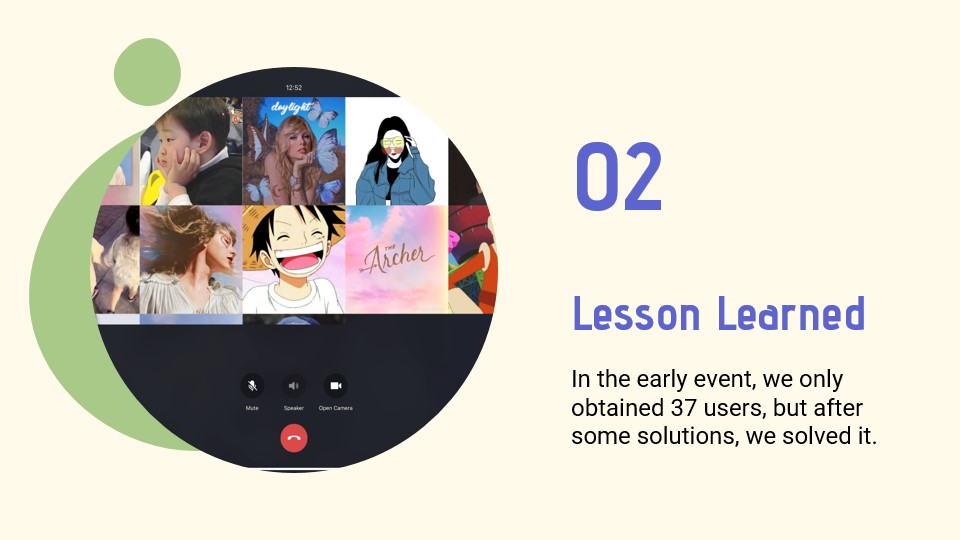 12:52
daylight
THE
Archer
Mute Speaker Open Camera
02
Lesson Learned
In the early event, we only
obtained 37 users, but after
some solutions, we solved it.